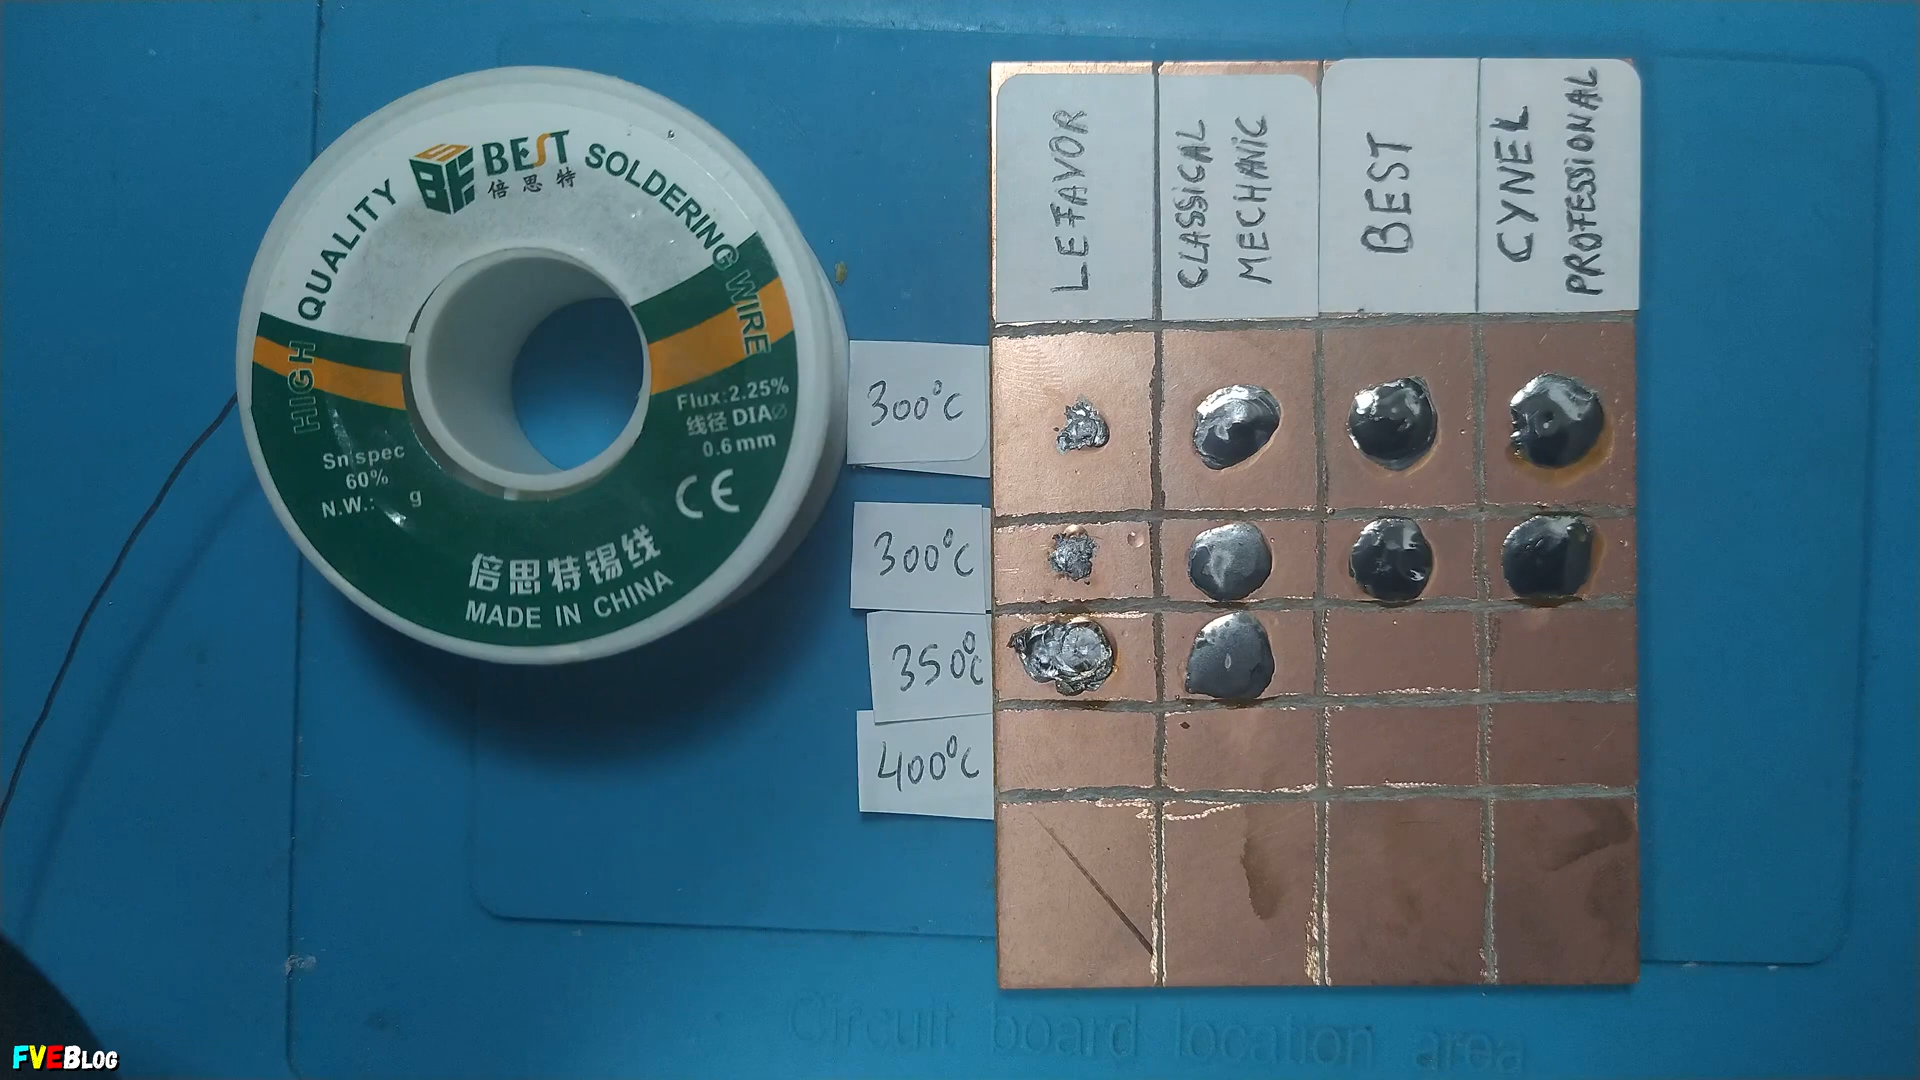 HIGH QUALITY BEST SOLDERING WIRE
倍思特
Flux:2.25%
线径 DIAØ
0.6mm
Sn spec
60%
N.W.: g
CE
倍思特锡线
MADE IN CHINA
LEFAVOR
CLASSICAL
MECHANIC
BEST
CYNEL
PROFESSIONAL
300°C
300°C
350°C
400°C
Circuit board location area
FVEBLOG